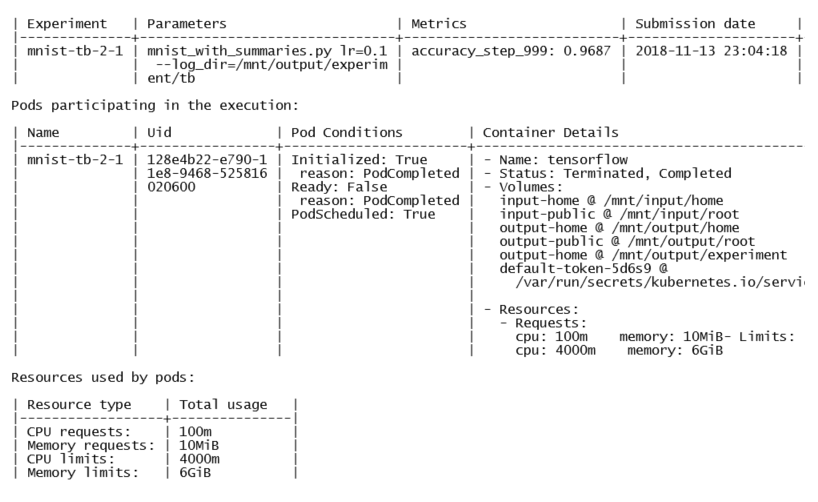 | Experiment | Parameters | Metrics | Submission date |
|-------------+--------------------------------+---------------------------+---------------------|
| mnist-tb-2-1 | mnist_with_summaries.py lr=0.1 | accuracy_step_999: 0.9687 | 2018-11-13 23:04:18 |
| | --log_dir=/mnt/output/experim | | |
| | ent/tb | | |
Pods participating in the execution:
| Name | Uid | Pod Conditions | Container Details
|-------------+-----------------+-----------------------+----------------------------------------
| mnist-tb-2-1 | 128e4b22-e790-1 | Initialized: True | - Name: tensorflow
| | 1e8-9468-525816 | reason: PodCompleted | - Status: Terminated, Completed
| | 020600 | Ready: False | - Volumes:
| | | reason: PodCompleted | input-home @ /mnt/input/home
| | | PodScheduled: True | input-public @ /mnt/input/root
| | | | output-home @ /mnt/output/home
| | | | output-public @ /mnt/output/root
| | | | output-home @ /mnt/output/experiment
| | | | default-token-5d6s9 @
| | | | /var/run/secrets/kubernetes.io/servi
| | | |
| | | | - Resources:
| | | | - Requests:
| | | | cpu: 100m memory: 10MiB- Limits:
| | | | cpu: 4000m memory: 6GiB
Resources used by pods:
| Resource type | Total usage |
|------------------+---------------|
| CPU requests: | 100m |
| Memory requests: | 10MiB |
| CPU limits: | 4000m |
| Memory limits: | 6GiB |